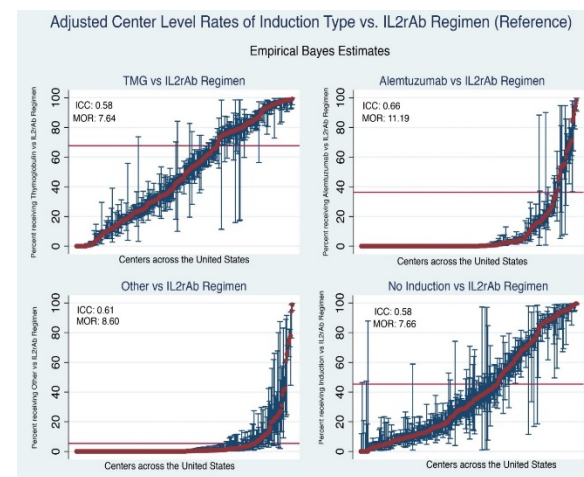 Adjusted Center Level Rates of Induction Type vs. IL2rAb Regimen (Reference)
Empirical Bayes Estimates
TMG vs IL2rAb Regimen
Percent receiving Thymoglobulin vs IL2rAb Regimen
100
80
60
40
20
0
ICC: 0.58
MOR: 7.64
Centers across the United States
Alemtuzumab vs IL2rAb Regimen
Percent receiving Alemtuzumab vs IL2rAb Regimen
100
80
60
40
20
0
ICC: 0.66
MOR: 11.19
Centers across the United States
Other vs IL2rAb Regimen
Percent receiving Other vs IL2rAb Regimen
100
80
60
40
20
0
ICC: 0.61
MOR: 8.60
Centers across the United States
No Induction vs IL2rAb Regimen
Percent receiving Induction vs IL2rAb Regimen
100
80
60
40
20
0
ICC: 0.58
MOR: 7.66
Centers across the United States